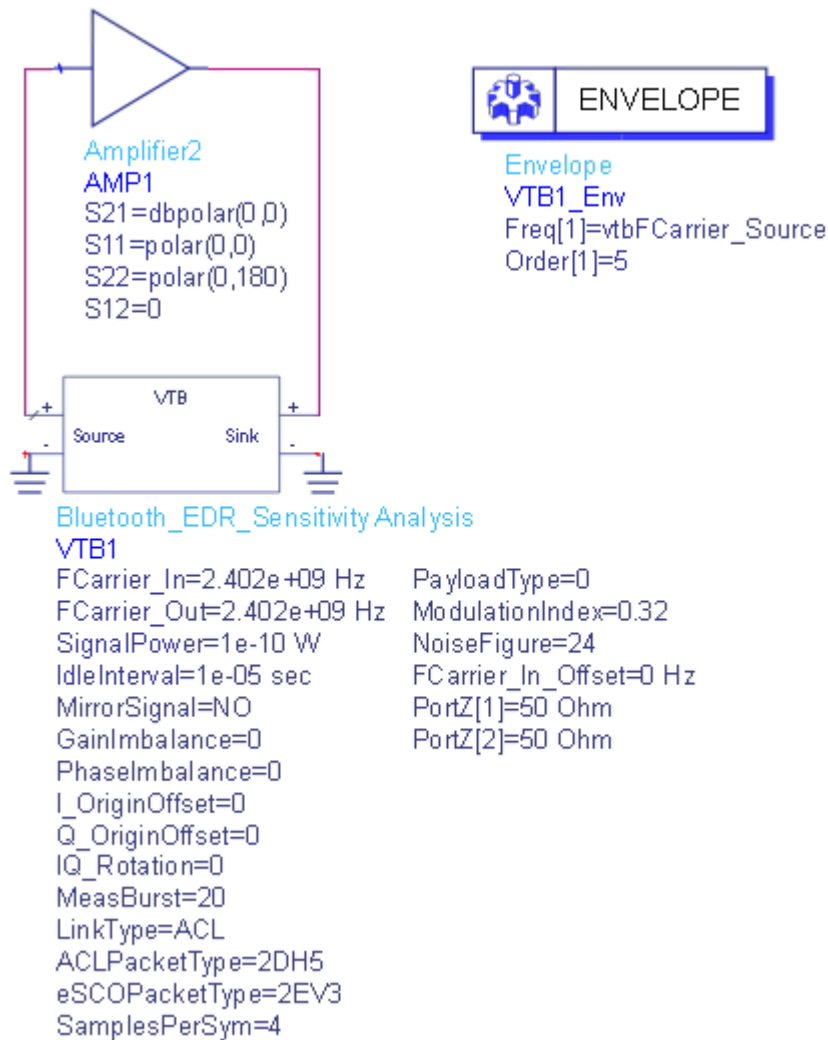 ENVELOPE
Amplifier2
AMP1
S21=dbpolar(0,0)
S11=polar(0,0)
S22=polar(0,180)
S12=0
Envelope
VTB1_Env
Freq[1]=vtbFCarrier_Source
Order[1]=5
VTB
+
+
Source
Sink
-
-
Bluetooth_EDR_Sensitivity Analysis
VTB1
FCarrier_In=2.402e+09 Hz
FCarrier_Out=2.402e+09 Hz
SignalPower=1e-10 W
IdleInterval=1e-05 sec
MirrorSignal=NO
GainImbalance=0
PhaseImbalance=0
I_OriginOffset=0
Q_OriginOffset=0
IQ_Rotation=0
MeasBurst=20
LinkType=ACL
ACLPacketType=2DH5
eSCOPacketType=2EV3
SamplesPerSym=4
PayloadType=0
ModulationIndex=0.32
NoiseFigure=24
FCarrier_In_Offset=0 Hz
PortZ[1]=50 Ohm
PortZ[2]=50 Ohm